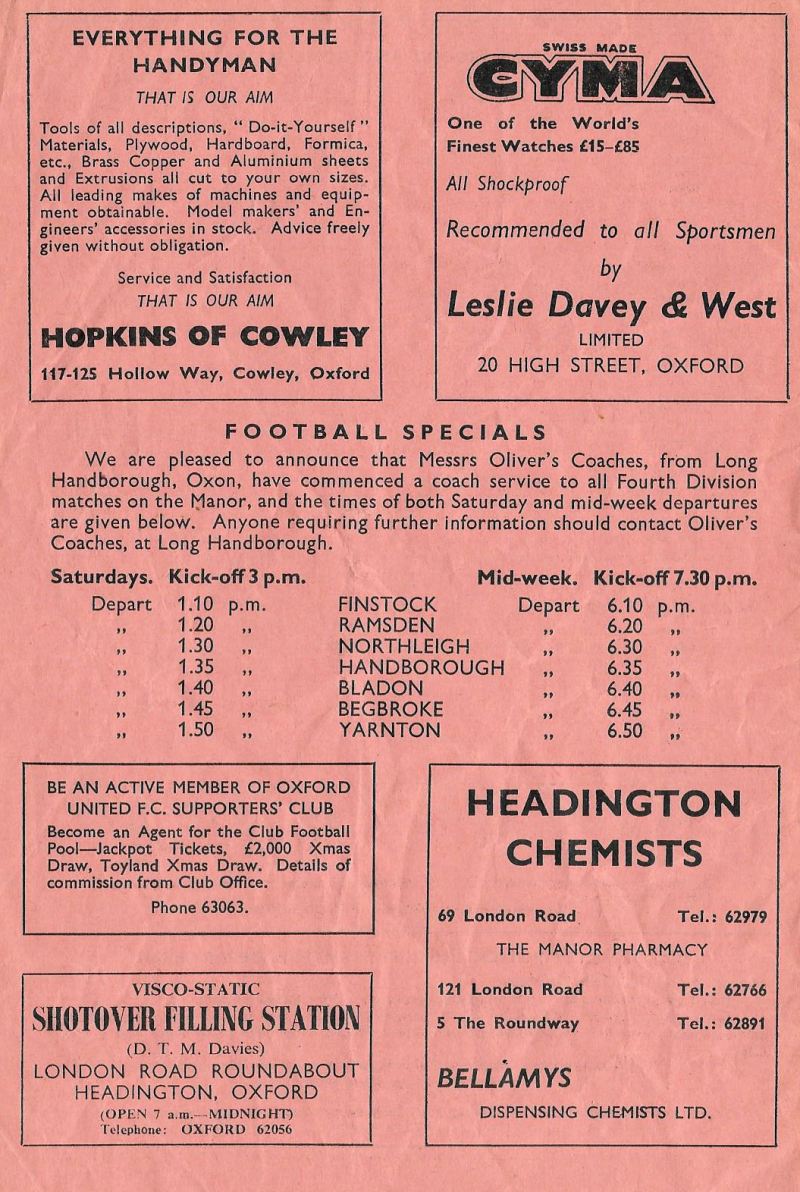 EVERYTHING FOR THE
HANDYMAN
THAT IS OUR AIM
Tools of all descriptions, " Do-it-Yourself "
Materials, Plywood, Hardboard, Formica,
etc., Brass Copper and Aluminium sheets
and Extrusions all cut to your own sizes.
All leading makes of machines and equip-
ment obtainable. Model makers' and En-
gineers' accessories in stock. Advice freely
given without obligation.
Service and Satisfaction
THAT IS OUR AIM
HOPKINS OF COWLEY
117-125 Hollow Way, Cowley, Oxford
SWISS MADE
CYMA
One of the World's
Finest Watches £15-£85
All Shockproof
Recommended to all Sportsmen
by
Leslie Davey & West
LIMITED
20 HIGH STREET, OXFORD
FOOTBALL SPECIALS
We are pleased to announce that Messrs Oliver's Coaches, from Long
Handborough, Oxon, have commenced a coach service to all Fourth Division
matches on the Manor, and the times of both Saturday and mid-week departures
are given below. Anyone requiring further information should contact Oliver's
Coaches, at Long Handborough.
Saturdays. Kick-off 3 p.m. Mid-week. Kick-off 7.30 p.m.
Depart 1.10 p.m. FINSTOCK Depart 6.10 p.m.
,, 1.20 ,, RAMSDEN ,, 6.20 ,,
,, 1.30 ,, NORTHLEIGH ,, 6.30 ,,
,, 1.35 ,, HANDBOROUGH ,, 6.35 ,,
,, 1.40 ,, BLADON ,, 6.40 ,,
,, 1.45 ,, BEGBROKE ,, 6.45 ,,
,, 1.50 ,, YARNTON ,, 6.50 ,,
BE AN ACTIVE MEMBER OF OXFORD
UNITED F.C. SUPPORTERS' CLUB
Become an Agent for the Club Football
Pool—Jackpot Tickets, £2,000 Xmas
Draw, Toyland Xmas Draw. Details of
commission from Club Office.
Phone 63063.
VISCO-STATIC
SHOTOVER FILLING STATION
(D. T. M. Davies)
LONDON ROAD ROUNDABOUT
HEADINGTON, OXFORD
(OPEN 7 a.m.—MIDNIGHT)
Telephone: OXFORD 62056
HEADINGTON
CHEMISTS
69 London Road Tel.: 62979
THE MANOR PHARMACY
121 London Road Tel.: 62766
5 The Roundway Tel.: 62891
BELLAMYS
DISPENSING CHEMISTS LTD.